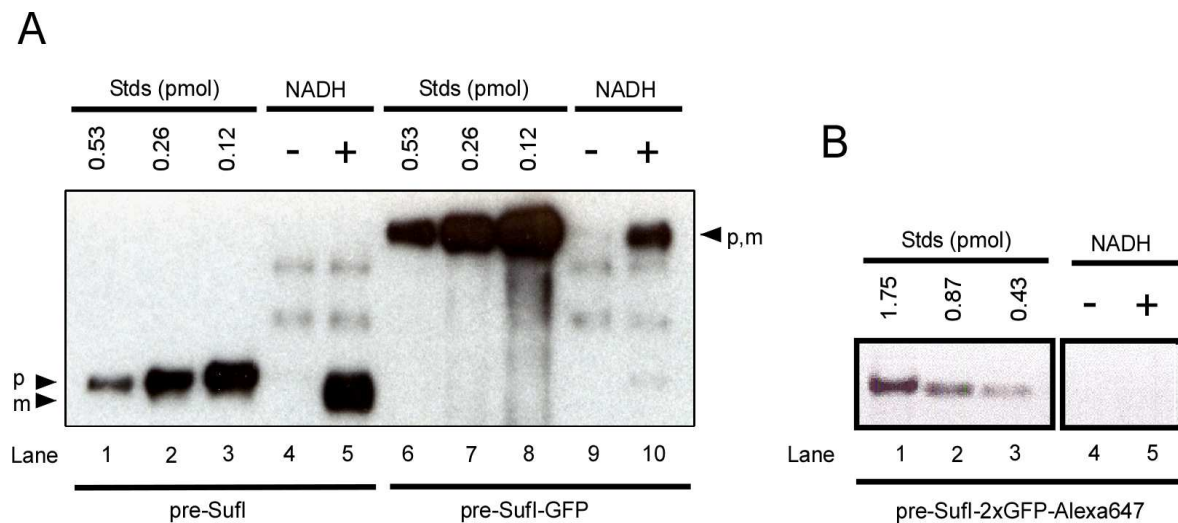 A
Stds (pmol) NADH Stds (pmol) NADH
0.53 0.26 0.12 - + 0.53 0.26 0.12 - +
p,m
p
m
Lane 1 2 3 4 5 6 7 8 9 10
pre-SufI pre-SufI-GFP
B
Stds (pmol) NADH
1.75 0.87 0.43 - +
Lane 1 2 3 4 5
pre-SufI-2xGFP-Alexa647